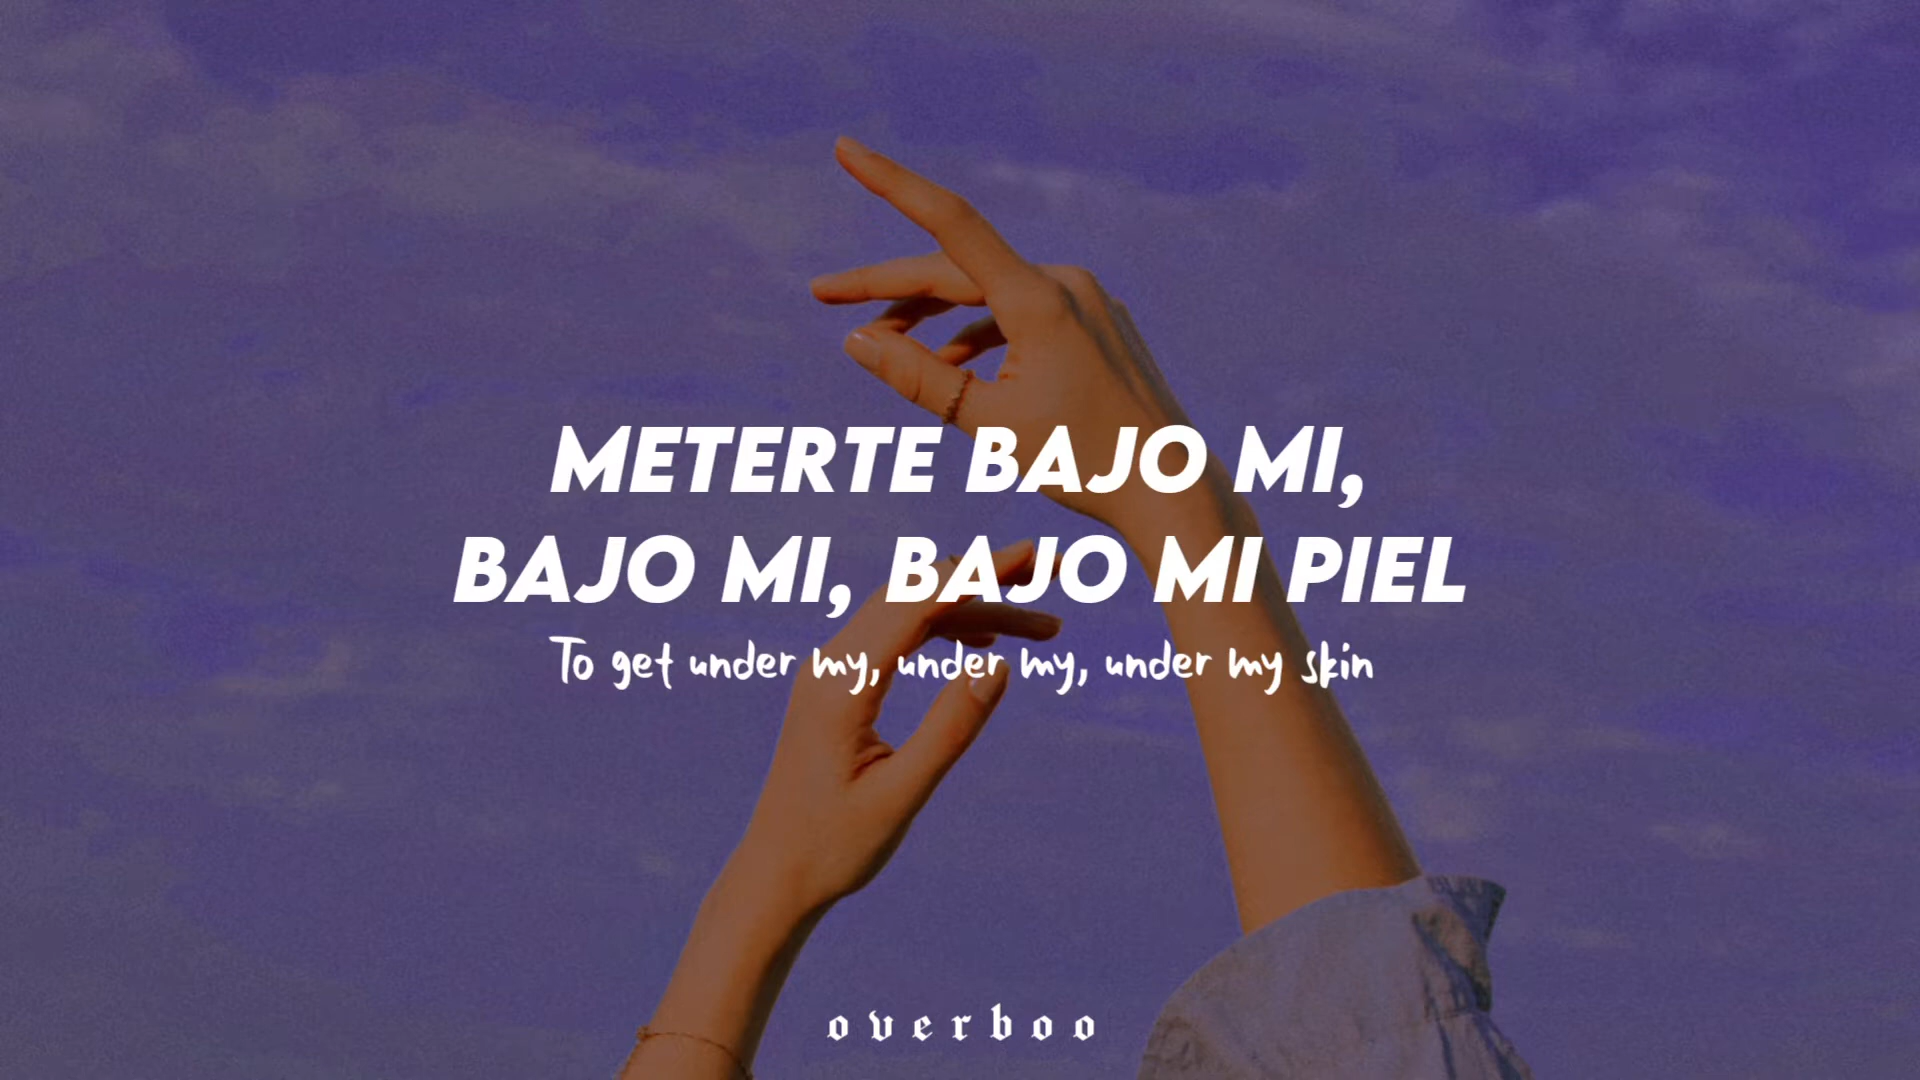 METERTE BAJO MI,
BAJO MI, BAJO MI PIEL
To get under my, under my, under my skin
overboo